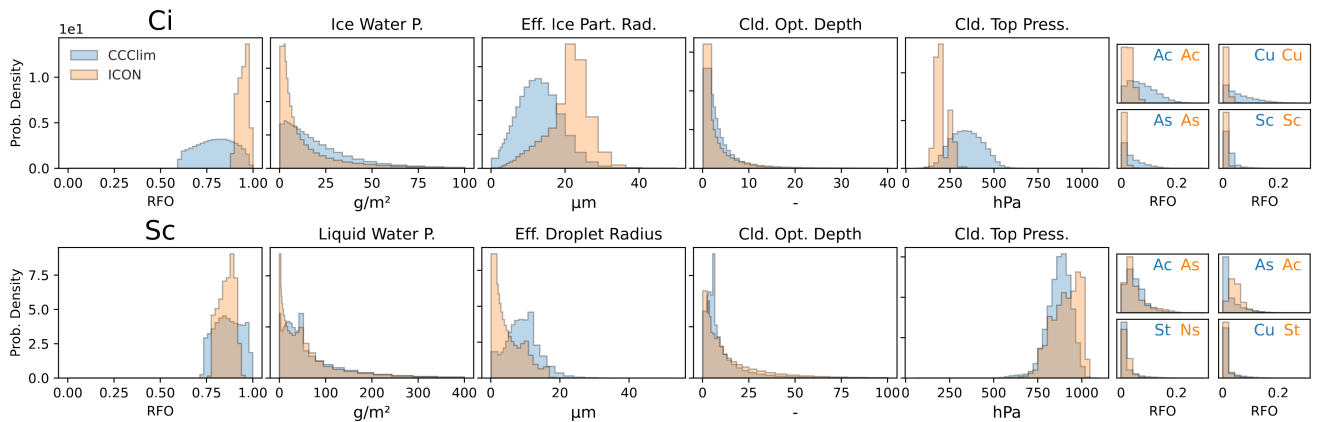 Ci
1e1
Ice Water P.
Eff. Ice Part. Rad.
Cld. Opt. Depth
Cld. Top Press.
Prob. Density
1.0
0.5
0.0
CCClim
ICON
Ac Ac
Cu Cu
As As
Sc Sc
0.00 0.25 0.50 0.75 1.00
0 25 50 75 100
0 20 40
0 10 20 30 40
0 250 500 750 1000
0 0.2
0 0.2
RFO
g/m²
μm
-
hPa
RFO
RFO
Sc
Liquid Water P.
Eff. Droplet Radius
Cld. Opt. Depth
Cld. Top Press.
Prob. Density
7.5
5.0
2.5
0.0
Ac As
As Ac
St Ns
Cu St
0.00 0.25 0.50 0.75 1.00
0 100 200 300 400
0 20 40
0 25 50 75 100
0 250 500 750 1000
0 0.2
0 0.2
RFO
g/m²
μm
-
hPa
RFO
RFO